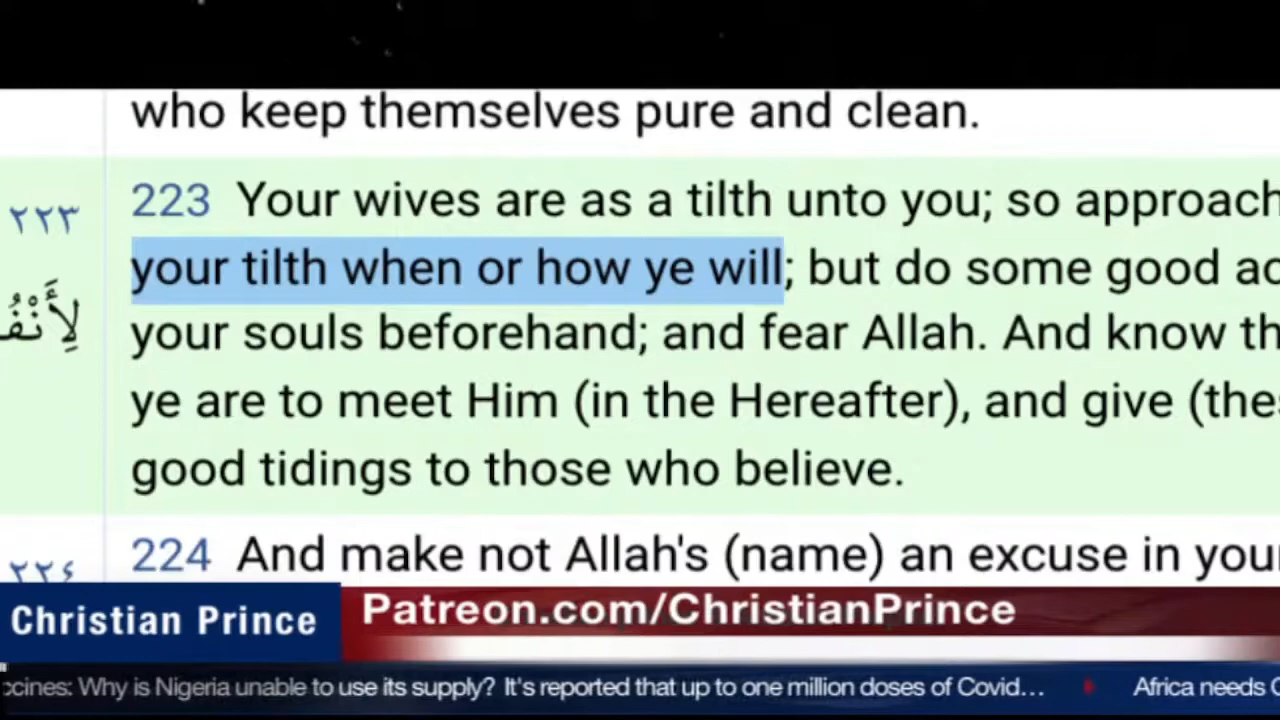 who keep themselves pure and clean.
٢٢٣ 223 Your wives are as a tilth unto you; so approach
your tilth when or how ye will; but do some good ac
your souls beforehand; and fear Allah. And know th
ye are to meet Him (in the Hereafter), and give (thes
good tidings to those who believe.
٢٢٤ 224 And make not Allah's (name) an excuse in your
Christian Prince Patreon.com/ChristianPrince
ccines: Why is Nigeria unable to use its supply? It's reported that up to one million doses of Covid… Africa needs